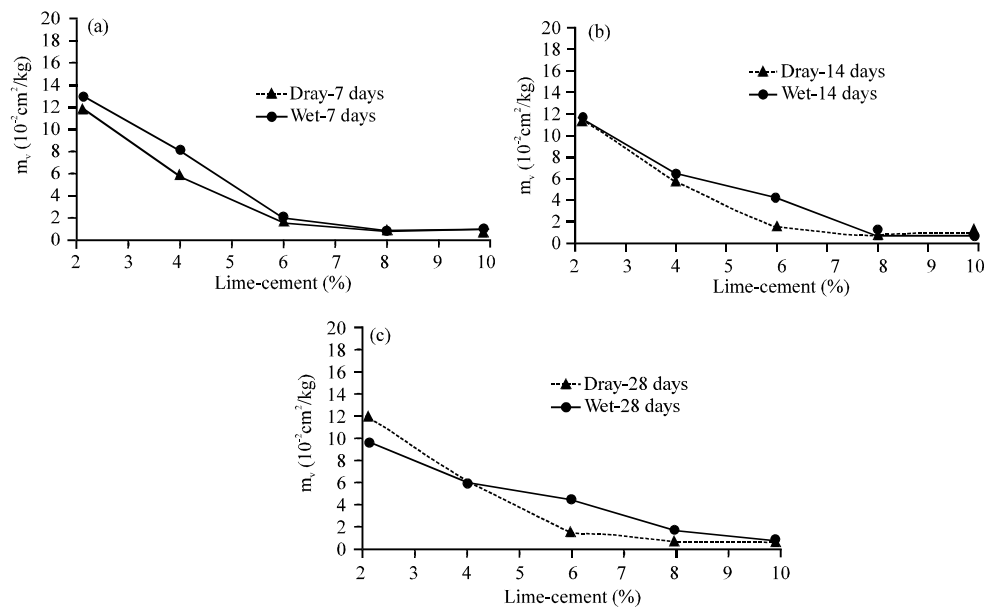 (a)
20
18
16
14
12
10
8
6
4
2
0
m_v (10⁻²cm²/kg)
Dray-7 days
Wet-7 days
2 3 4 5 6 7 8 9 10
Lime-cement (%)
(b)
20
18
16
14
12
10
8
6
4
2
0
m_v (10⁻²cm²/kg)
Dray-14 days
Wet-14 days
2 3 4 5 6 7 8 9 10
Lime-cement (%)
(c)
20
18
16
14
12
10
8
6
4
2
0
m_v (10⁻²cm²/kg)
Dray-28 days
Wet-28 days
2 3 4 5 6 7 8 9 10
Lime-cement (%)